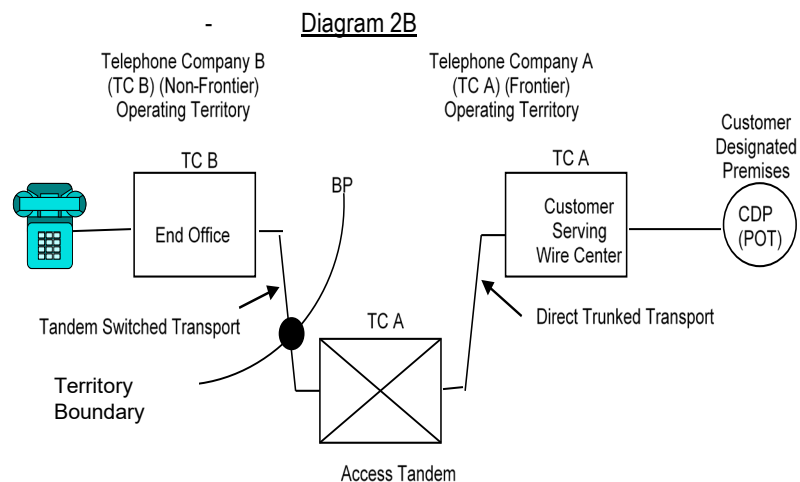 -
Diagram 2B
Telephone Company B
(TC B) (Non-Frontier)
Operating Territory
Telephone Company A
(TC A) (Frontier)
Operating Territory
Customer
Designated
Premises
TC B
BP
TC A
End Office
Customer
Serving
Wire Center
CDP
(POT)
Tandem Switched Transport
TC A
Direct Trunked Transport
Territory
Boundary
Access Tandem